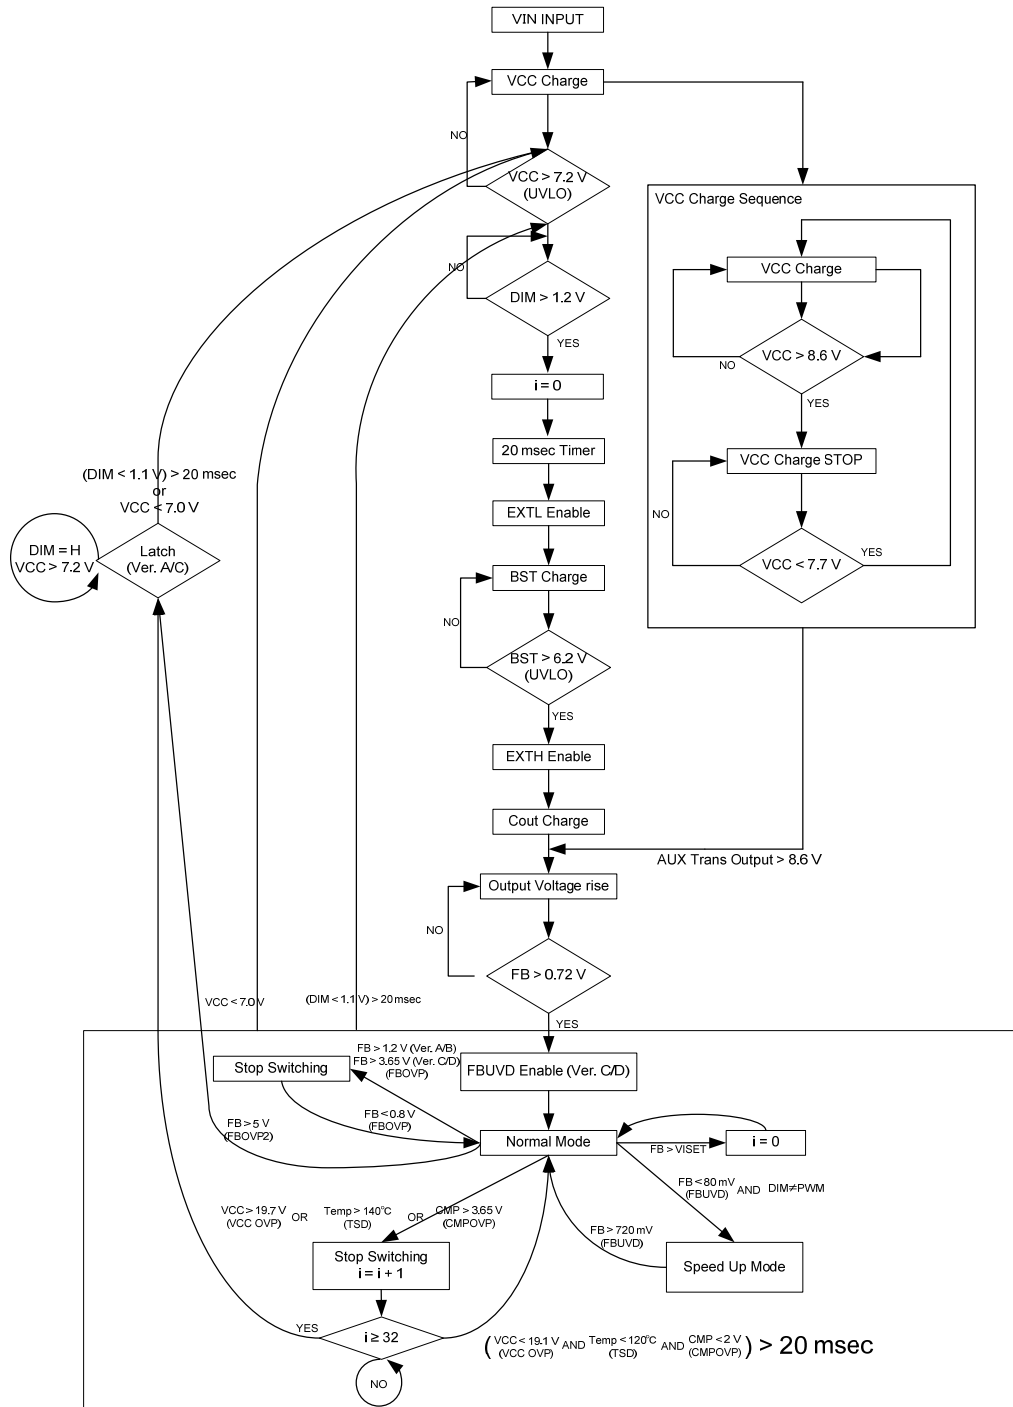 VIN INPUT
VCC Charge
NO
VCC > 7.2 V
(UVLO)
NO
DIM > 1.2 V
YES
i = 0
20 msec Timer
EXTL Enable
BST Charge
NO
BST > 6.2 V
(UVLO)
YES
EXTH Enable
Cout Charge
AUX Trans Output > 8.6 V
Output Voltage rise
NO
FB > 0.72 V
YES
VCC Charge Sequence
VCC Charge
VCC > 8.6 V
NO
YES
VCC Charge STOP
NO
VCC < 7.7 V
YES
(DIM < 1.1 V) > 20 msec
or
VCC < 7.0 V
DIM = H
VCC > 7.2 V
Latch
(Ver. A/C)
VCC < 7.0 V
(DIM < 1.1 V) > 20 msec
FBUVD Enable (Ver. C/D)
Stop Switching
FB > 1.2 V (Ver. A/B)
FB > 3.65 V (Ver. C/D)
(FBOVP)
FB < 0.8 V
(FBOVP)
FB > 5 V
(FBOVP2)
Normal Mode
FB > VISET
i = 0
FB < 80 mV
(FBUVD)
AND DIM≠PWM
FB > 720 mV
(FBUVD)
Speed Up Mode
VCC > 19.7 V
(VCC OVP)
OR
Temp > 140°C
(TSD)
OR
CMP > 3.65 V
(CMPOVP)
Stop Switching
i = i + 1
YES
i ≥ 32
NO
( VCC < 19.1 V
(VCC OVP)
AND
Temp < 120°C
(TSD)
AND
CMP < 2 V
(CMPOVP)
) > 20 msec